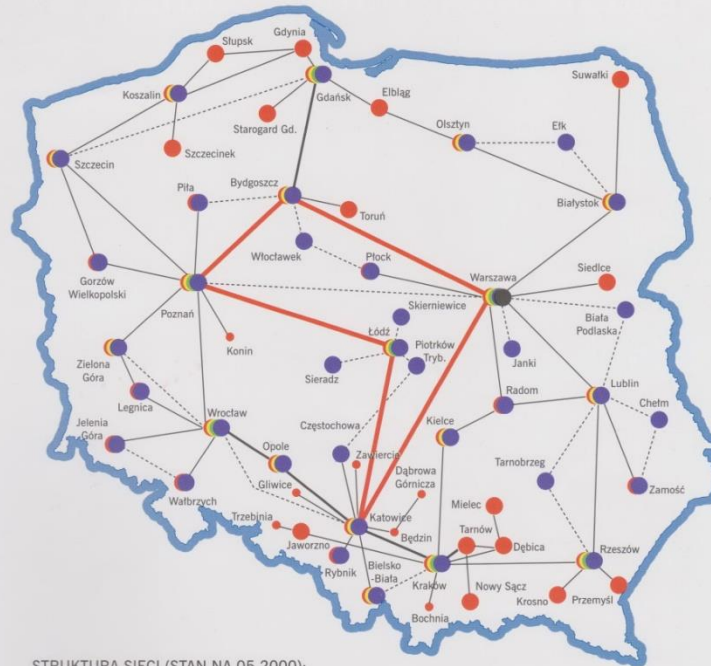 Gdynia
Słupsk
Suwałki
Koszalin
Gdańsk
Elbląg
Olsztyn
Ełk
Starogard Gd.
Szczecinek
Szczecin
Bydgoszcz
Piła
Białystok
Toruń
Włocławek
Płock
Warszawa
Siedlce
Gorzów
Wielkopolski
Skierniewice
Poznań
Biała
Podlaska
Łódź
Piotrków
Tryb.
Konin
Janki
Zielona
Góra
Sieradz
Lublin
Radom
Chełm
Legnica
Wrocław
Częstochowa
Kielce
Jelenia
Góra
Opole
Zawiercie
Dąbrowa
Górnicza
Tarnobrzeg
Gliwice
Wałbrzych
Zamość
Mielec
Trzebinia
Katowice
Będzin
Tarnów
Jaworzno
Dębica
Rzeszów
Rybnik
Bielsko
-Biała
Kraków
Nowy Sącz
Krosno
Przemyśl
Bochnia
STRUKTURA SIECI (STAN NA 05.2000):